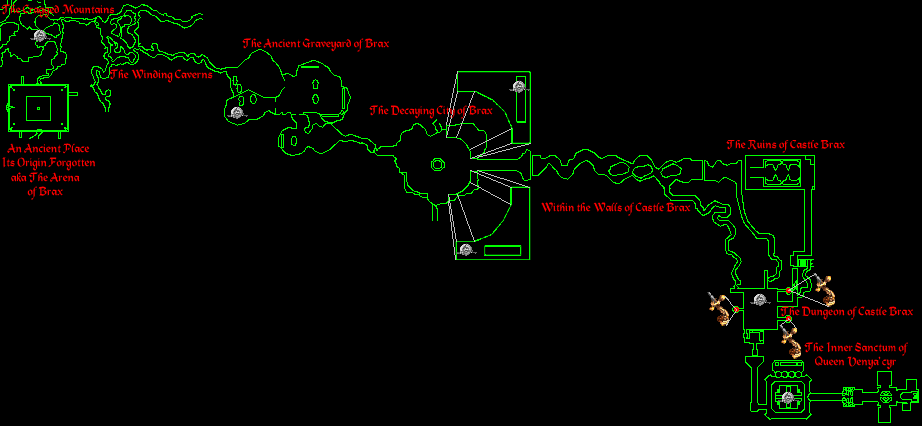 The Cursed Mountains
The Ancient Graveyard of Brax
The Winding Caverns
The Decaying City of Brax
An Ancient Place
Its Origin Forgotten
aka The Arena
of Brax
The Ruins of Castle Brax
Within the Walls of Castle Brax
The Dungeon of Castle Brax
The Inner Sanctum of
Queen Venya'cyr